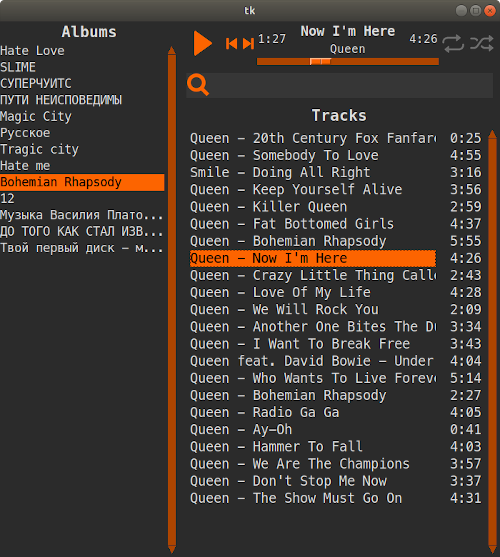 tk
Albums
Hate Love
SLIME
СУПЕРЧУИТС
ПУТИ НЕИСПОВЕДИМЫ
Magic City
Русское
Tragic city
Hate me
Bohemian Rhapsody
12
Музыка Василия Плато...
ДО ТОГО КАК СТАЛ ИЗВ...
Твой первый диск – м...
1:27 Now I'm Here 4:26
Queen
Tracks
Queen – 20th Century Fox Fanfare 0:25
Queen – Somebody To Love 4:55
Smile – Doing All Right 3:16
Queen – Keep Yourself Alive 3:56
Queen – Killer Queen 2:59
Queen – Fat Bottomed Girls 4:37
Queen – Bohemian Rhapsody 5:55
Queen – Now I'm Here 4:26
Queen – Crazy Little Thing Calle 2:43
Queen – Love Of My Life 4:28
Queen – We Will Rock You 2:09
Queen – Another One Bites The Du 3:34
Queen – I Want To Break Free 3:43
Queen feat. David Bowie – Under 4:04
Queen – Who Wants To Live Foreve 5:14
Queen – Bohemian Rhapsody 2:27
Queen – Radio Ga Ga 4:05
Queen – Ay–Oh 0:41
Queen – Hammer To Fall 4:03
Queen – We Are The Champions 3:57
Queen – Don't Stop Me Now 3:37
Queen – The Show Must Go On 4:31